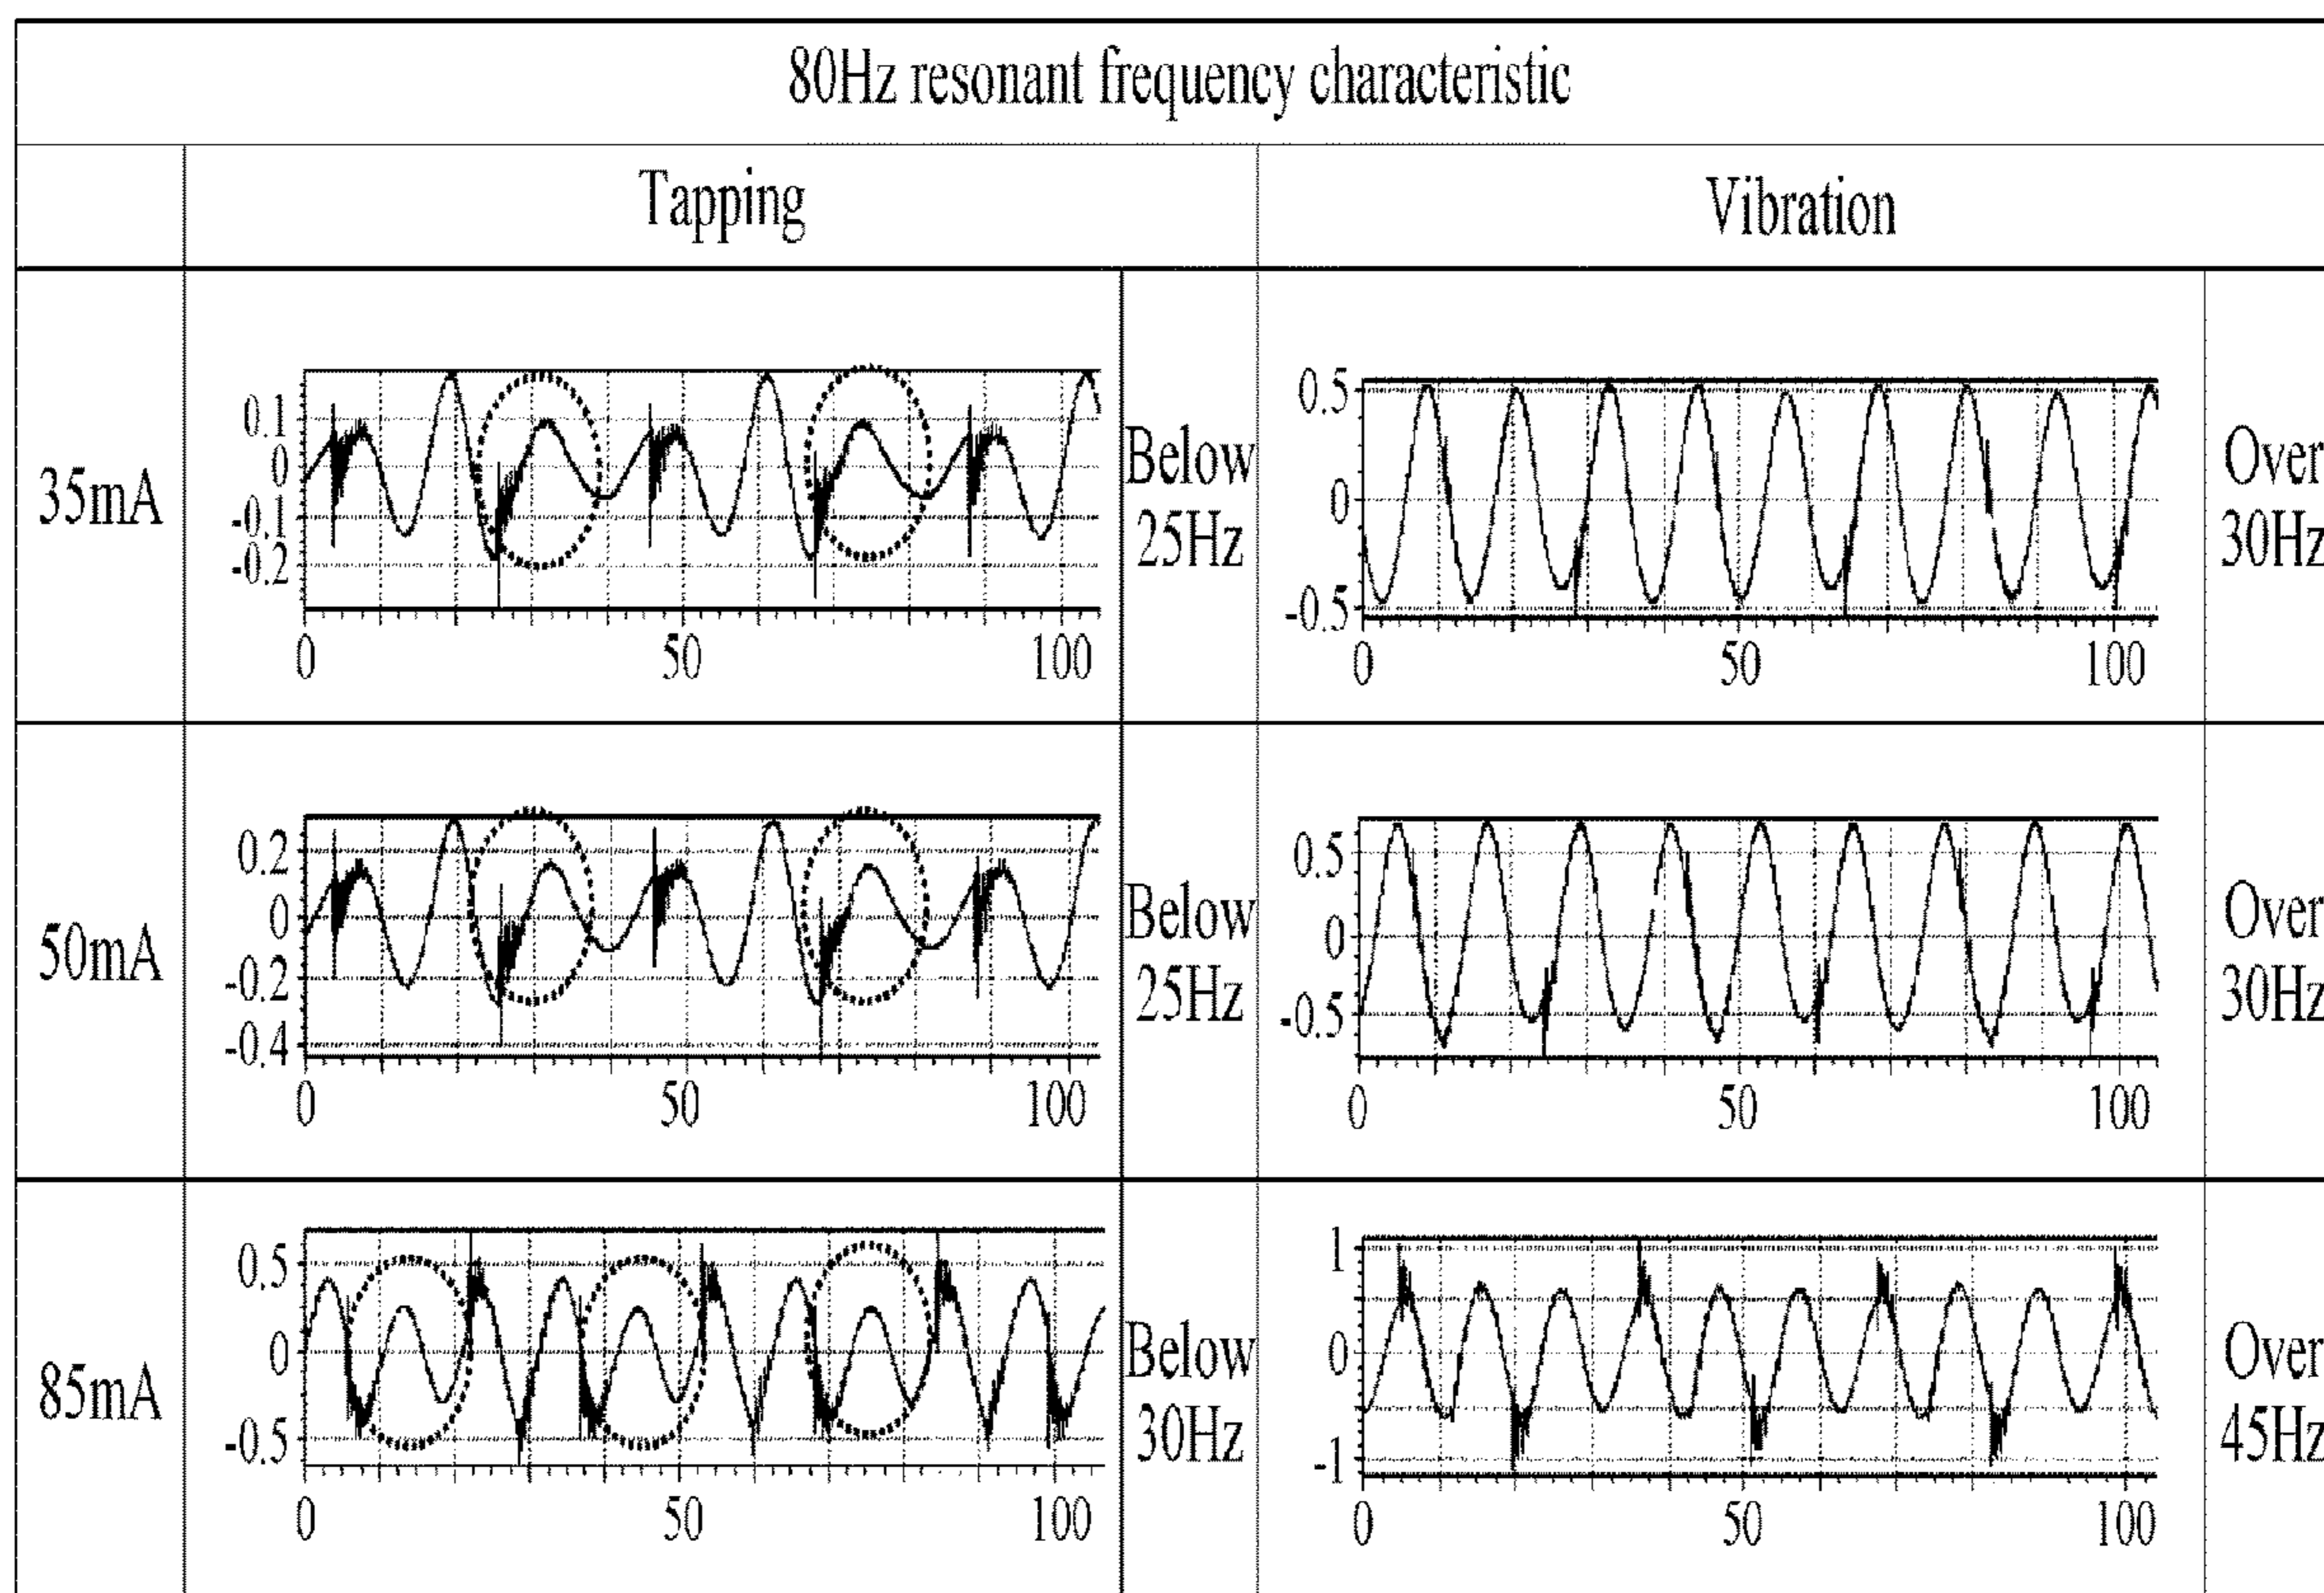 80Hz resonant frequency characteristic
Tapping
Vibration
35mA
0.1
0
-0.1
-0.2
0
50
100
Below
25Hz
0.5
0
-0.5
0
50
100
Over
30Hz
50mA
0.2
0
-0.2
-0.4
0
50
100
Below
25Hz
0.5
0
-0.5
0
50
100
Over
30Hz
85mA
0.5
0
-0.5
0
50
100
Below
30Hz
1
0
-1
0
50
100
Over
45Hz